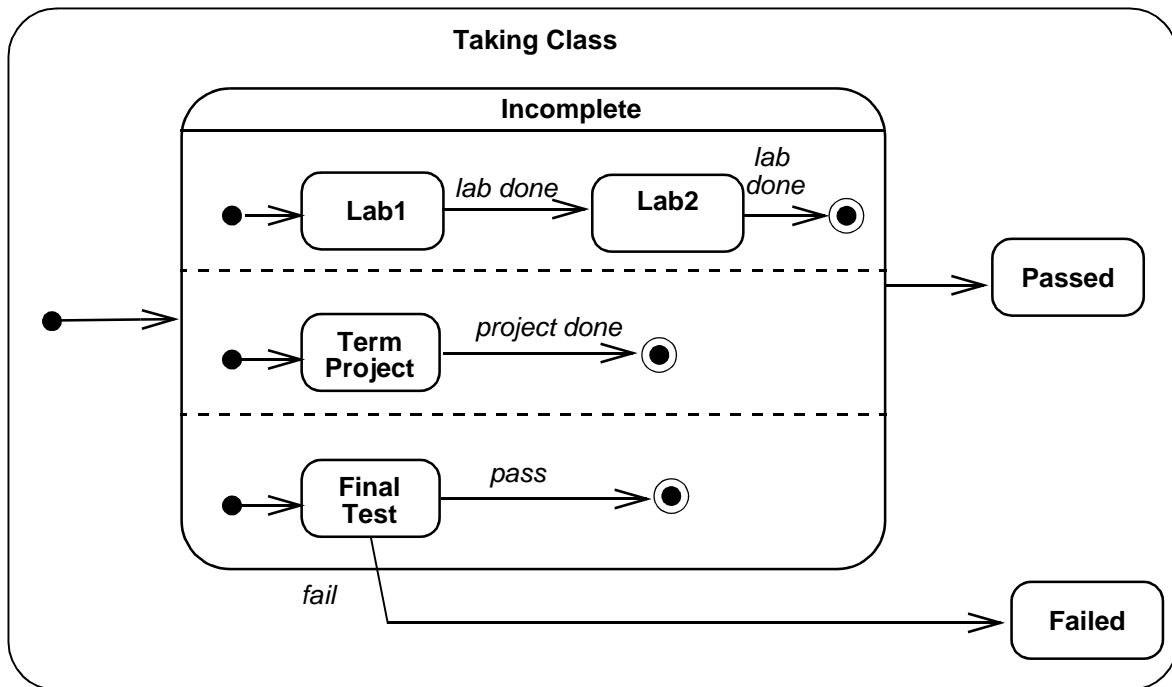 Taking Class
Incomplete
lab
done
Lab1
lab done
Lab2
Passed
Term
Project
project done
Final
Test
pass
fail
Failed